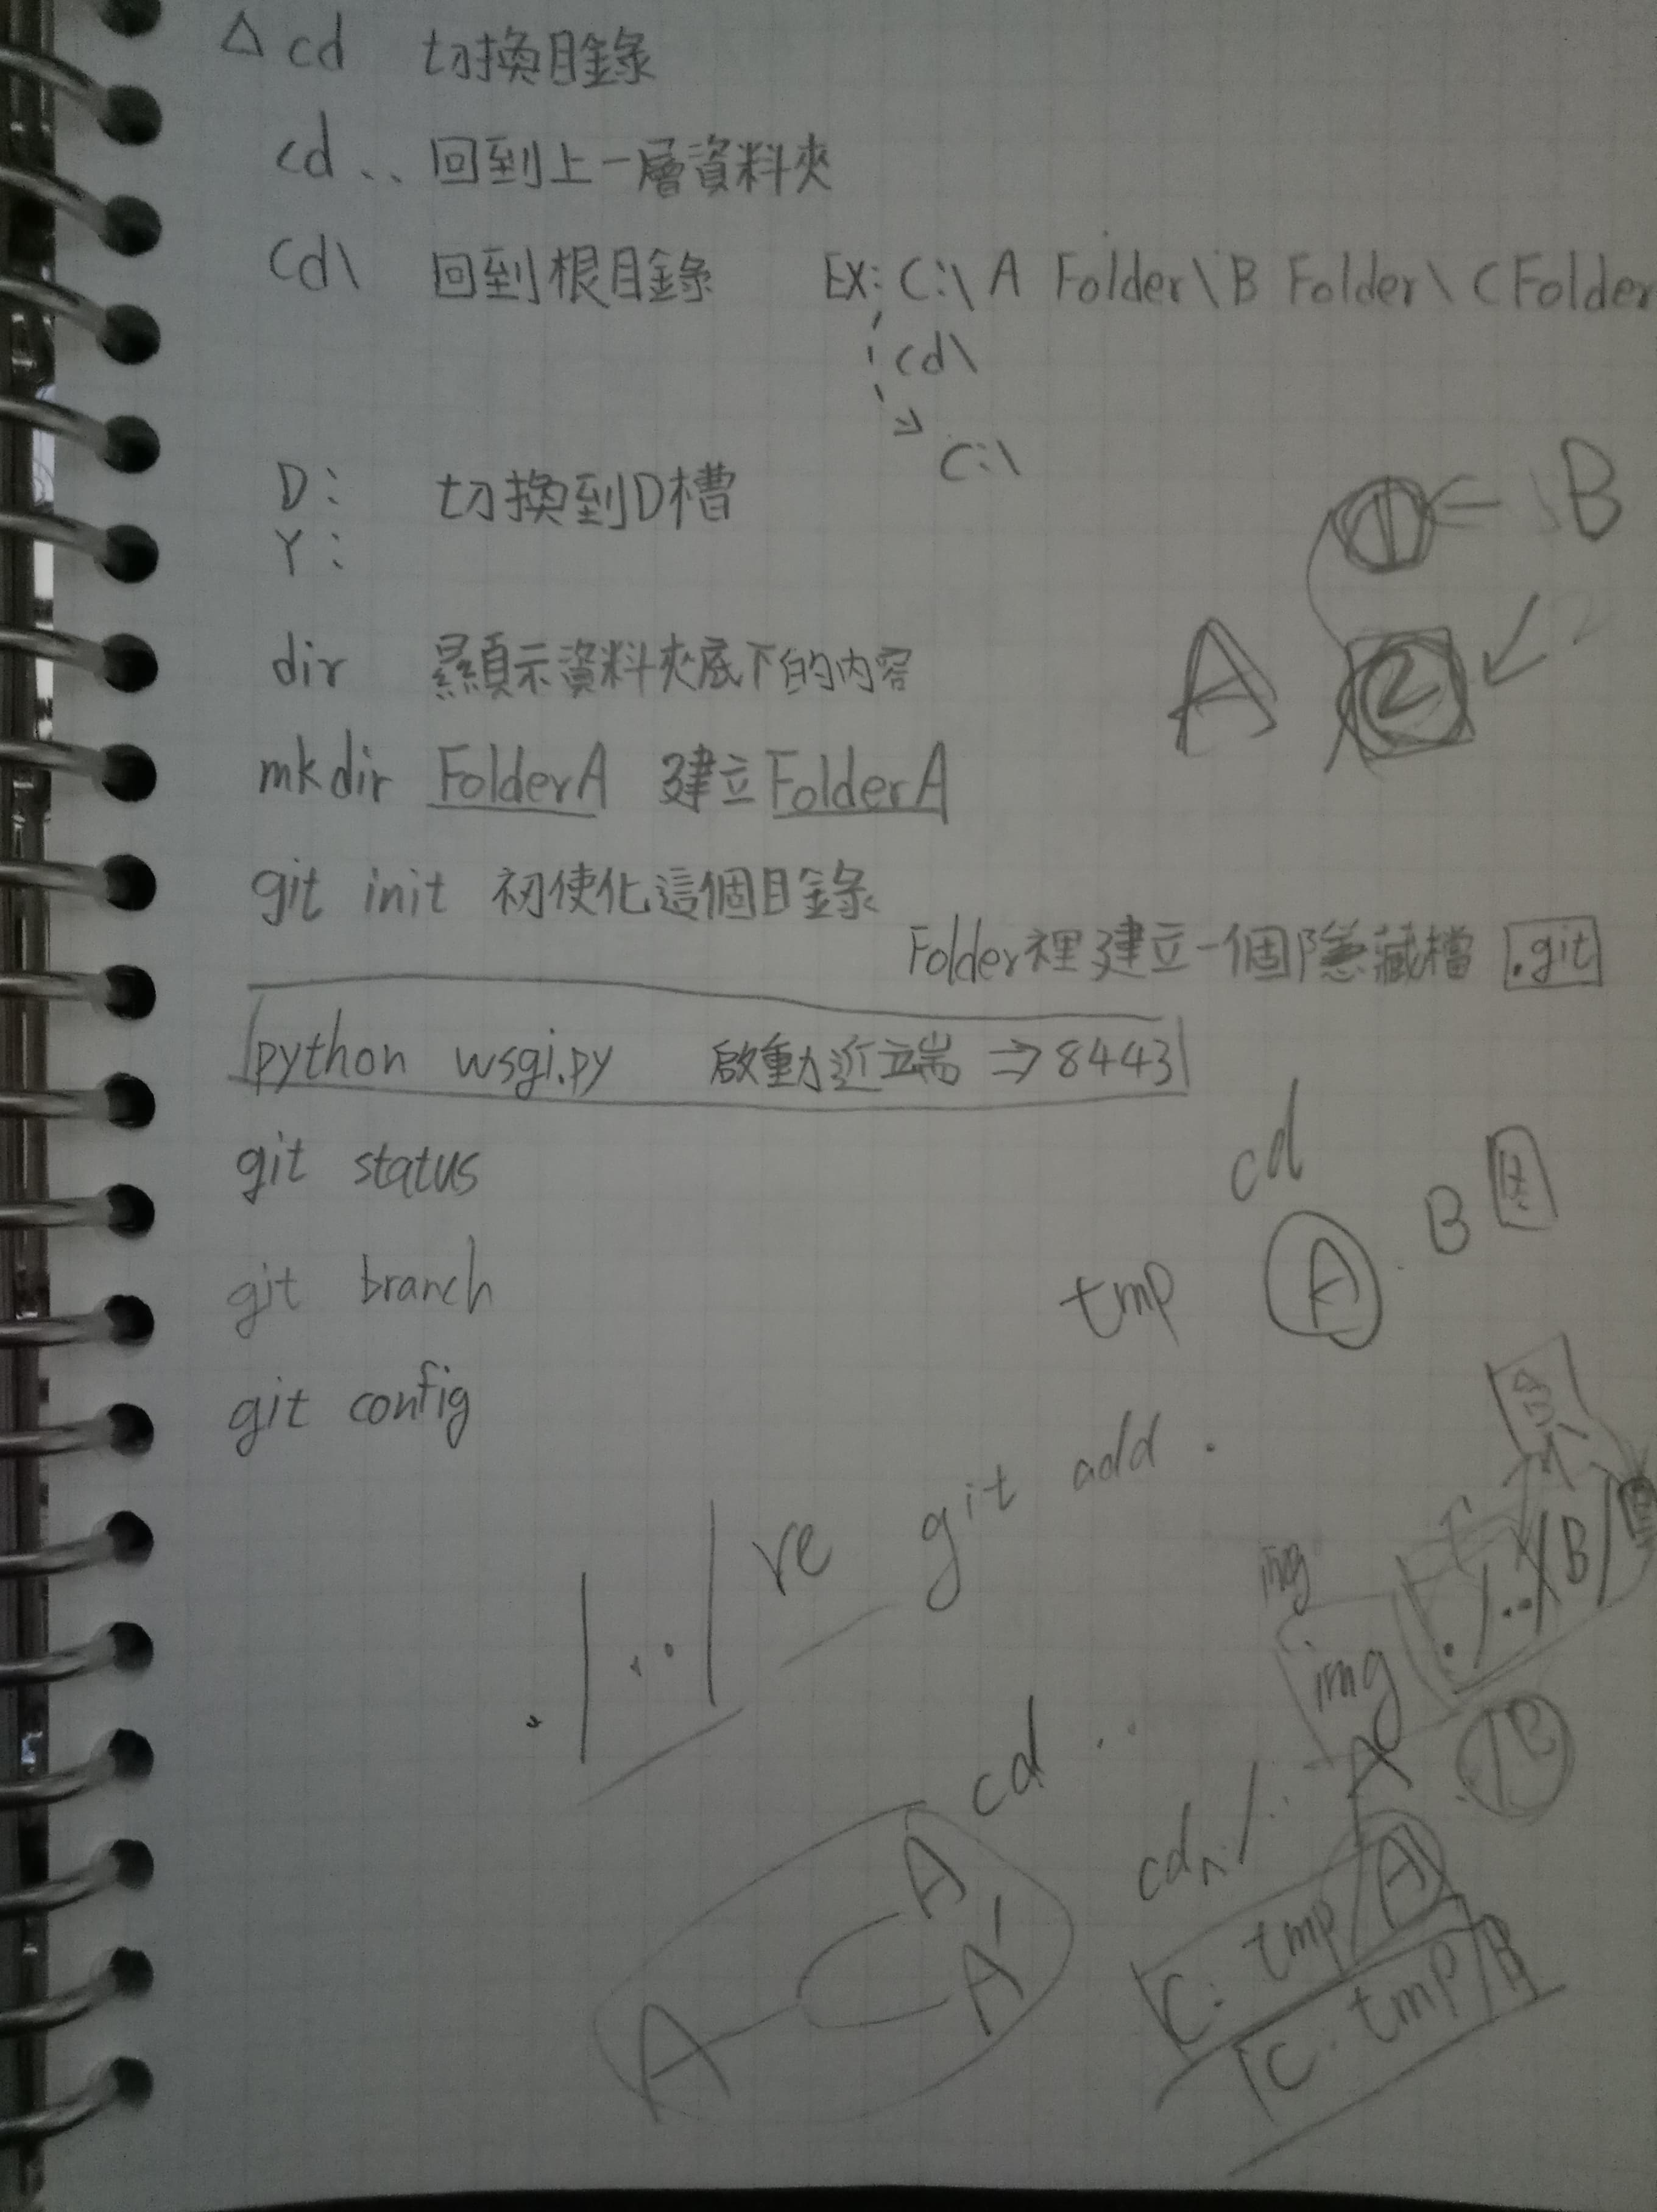 △ cd 切換目錄
cd .. 回到上一層資料夾
cd\ 回到根目錄 EX: C:\A Folder\B Folder\C Folder
cd\
C:\
D: 切換到D槽
Y:
B
1
A
2
dir 顯示資料夾底下的內容
mkdir FolderA 建立FolderA
git init 初使化這個目錄
Folder裡建立一個隱藏檔 .git
python wsgi.py 啟動近端 ⇒ 8443
git status
cd
B
git branch
tmp A
git config
git add .
./../ re
img
./../B/
img
cd ..
A
cd ./..
A
A'
A
C: tmp/A
C: tmp/B